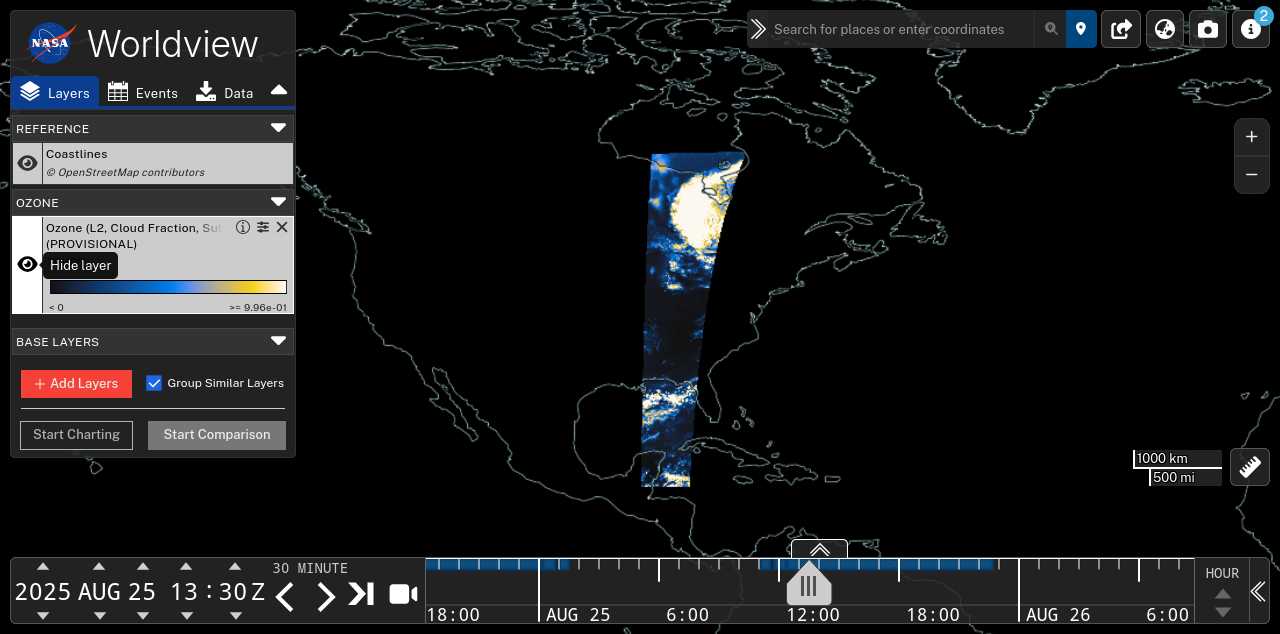 NASA
Worldview
Layers
Events
Data
REFERENCE
Coastlines
© OpenStreetMap contributors
OZONE
Ozone (L2, Cloud Fraction, Su
(PROVISIONAL)
Hide layer
< 0
>= 9.96e-01
BASE LAYERS
+ Add Layers
Group Similar Layers
Start Charting
Start Comparison
Search for places or enter coordinates
2
1000 km
500 mi
2025 AUG 25 13 : 30 Z
30 MINUTE
18:00
AUG 25
6:00
12:00
18:00
AUG 26
6:00
HOUR